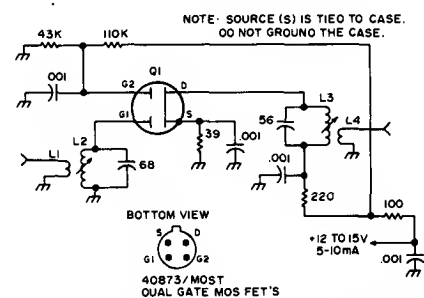 NOTE· SOURCE (S) IS TIEO TO CASE.
OO NOT GROUNO THE CASE.
43K
110K
Q1
.001
G2
D
G1
S
L3
L4
56
39
.001
L2
L1
68
.001
220
100
BOTTOM VIEW
S
D
G1
G2
+12 TO 15V
5-10mA
.001
40873/MOST
OUAL GATE MOS FET'S